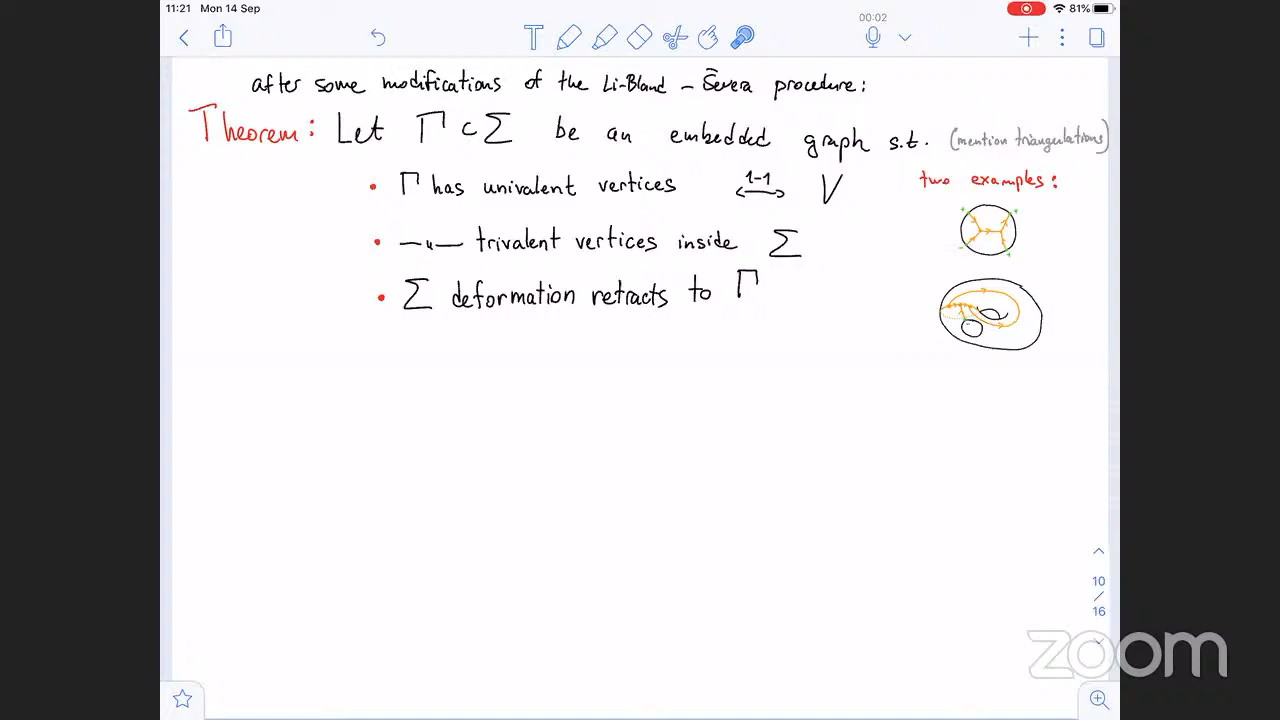 11:21 Mon 14 Sep
81%
00:02
after some modifications of the Li-Bland – Ševera procedure:
Theorem: Let Γ ⊂ Σ be an embedded graph s.t. (mention triangulations)
• Γ has univalent vertices ⟷ 1-1 V
two examples:
• —〃— trivalent vertices inside Σ
• Σ deformation retracts to Γ
10
/
16
zoom